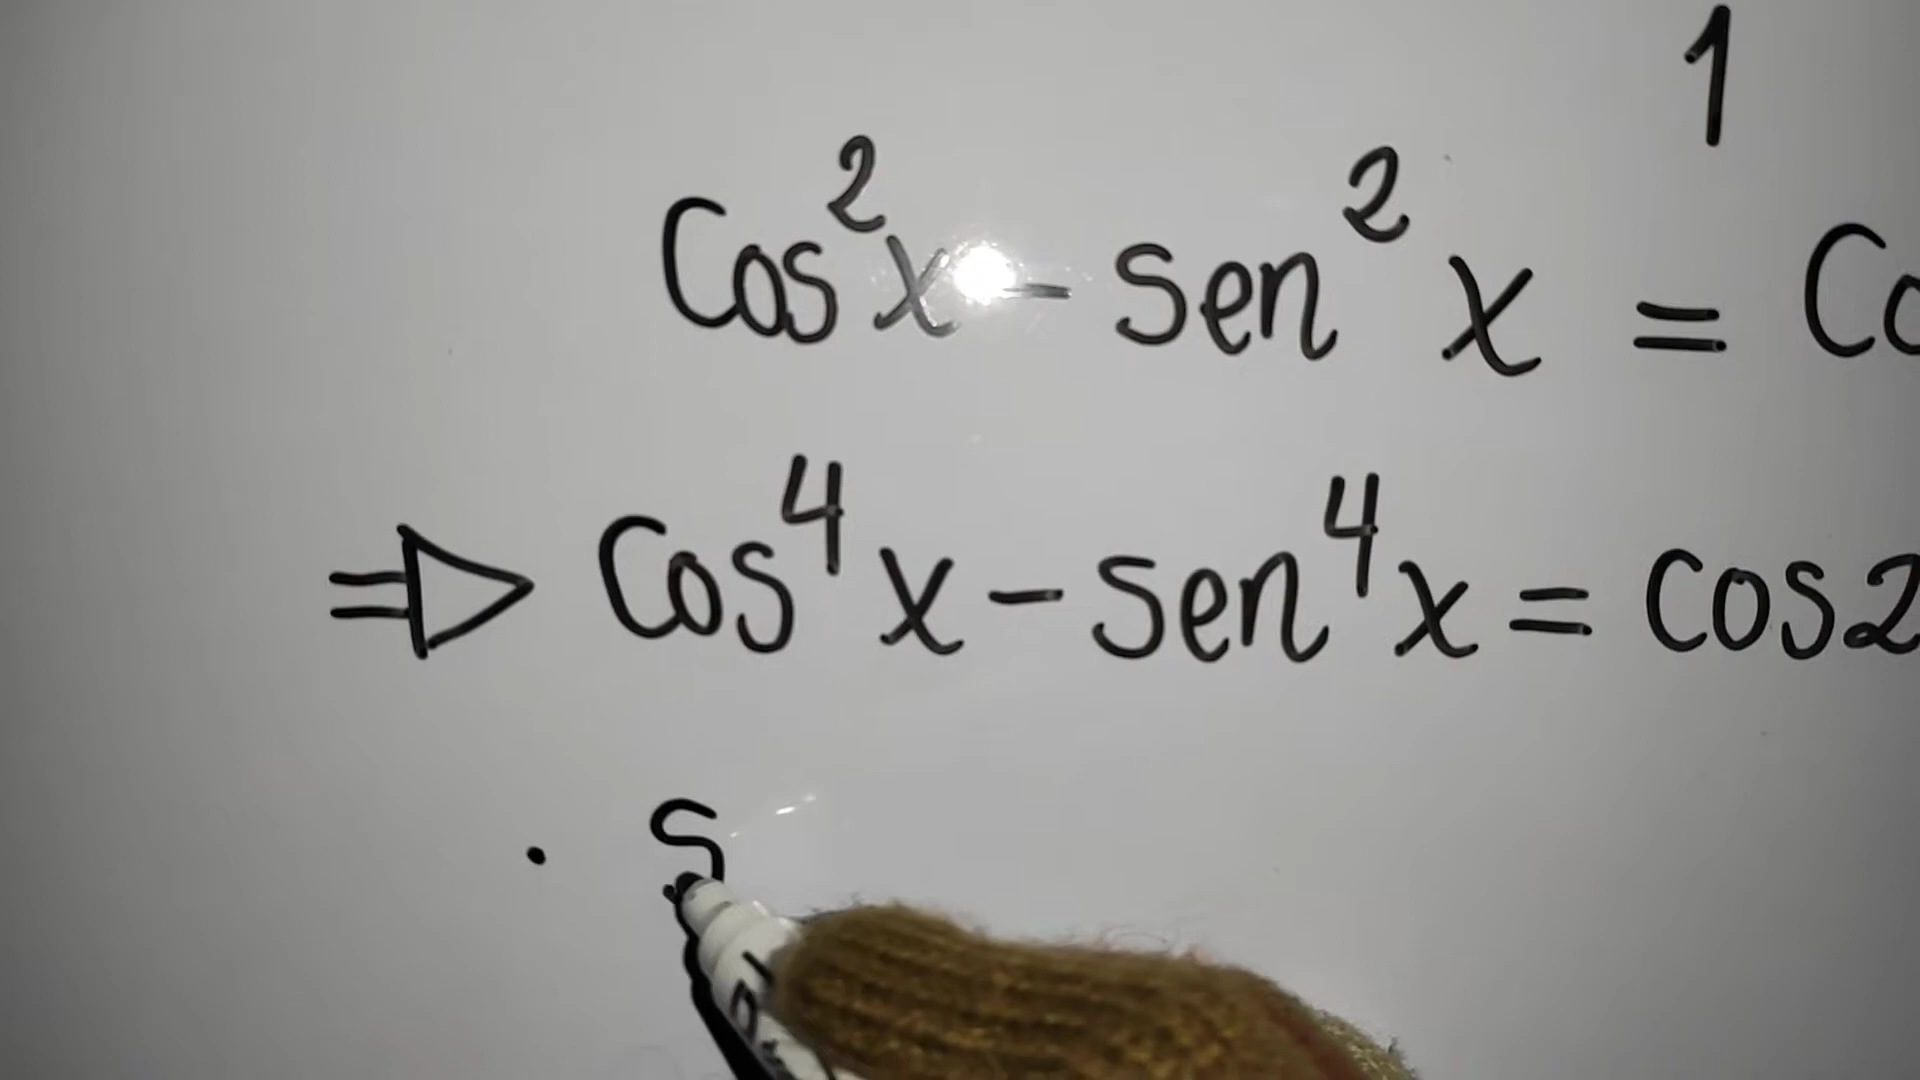 1
Cos²x - sen²x = Co
⇒ Cos⁴x - sen⁴x = cos2
. S